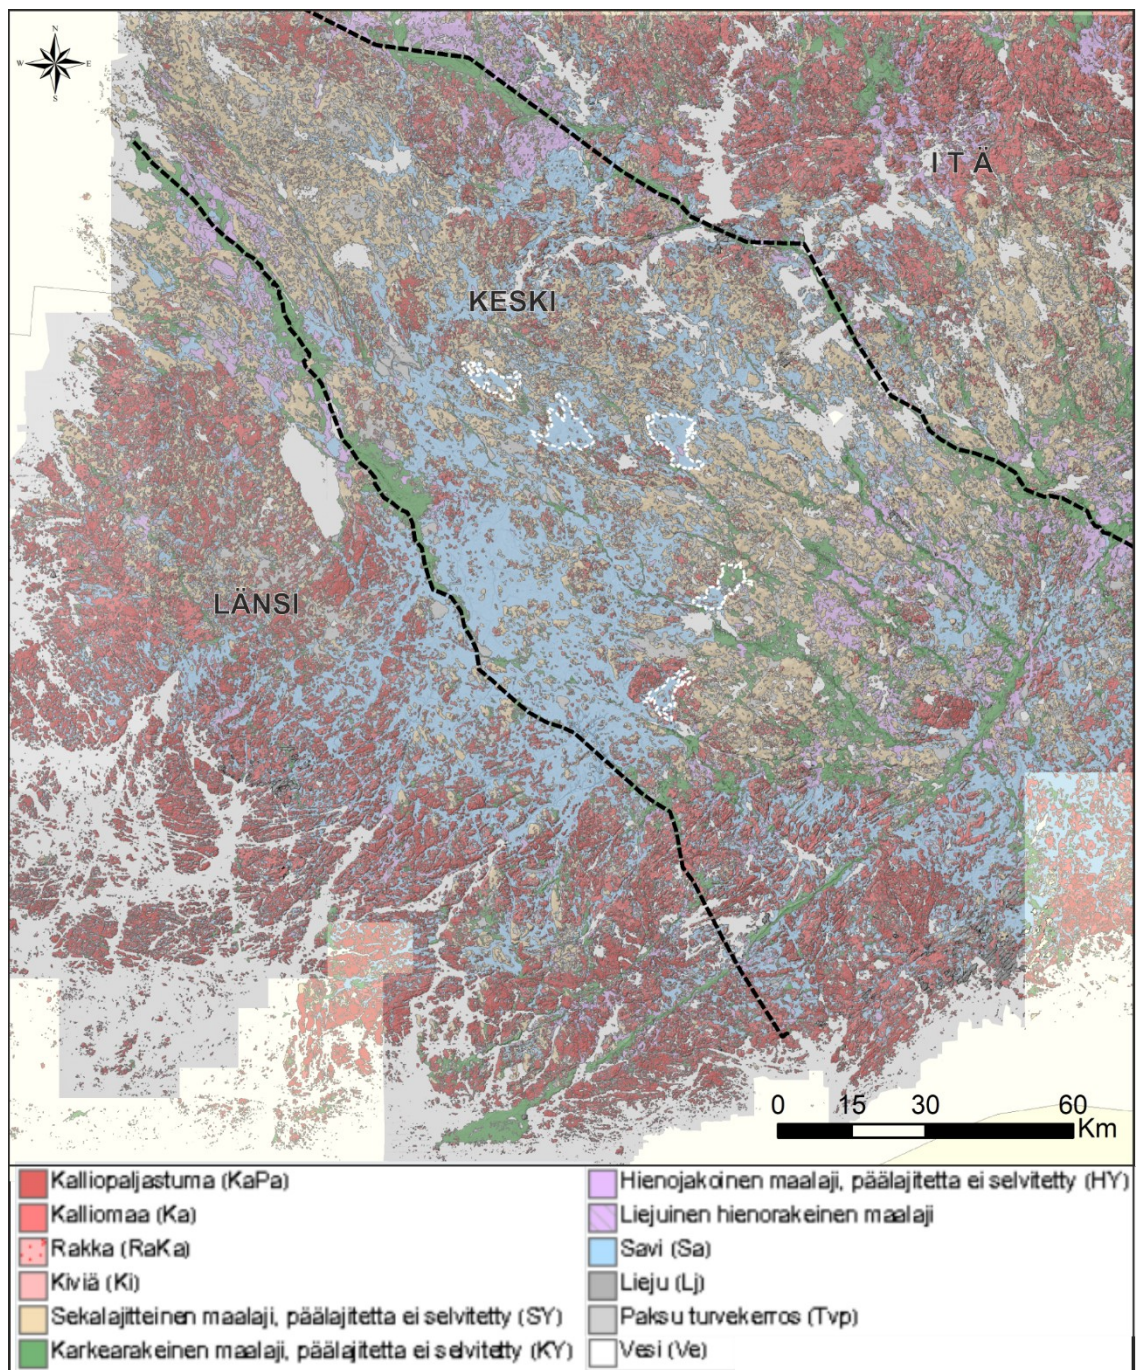 N
W E
S
ITÄ
KESKI
LÄNSI
0 15 30 60
Km
Kalliopaljastuma (KaPa)
Kalliomaa (Ka)
Rakka (RaKa)
Kiviä (Ki)
Sekalajitteinen maalaji, päälajitetta ei selvitetty (SY)
Karkearakeinen maalaji, päälajitetta ei selvitetty (KY)
Hienojakoinen maalaji, päälajitetta ei selvitetty (HY)
Liejuinen hienorakeinen maalaji
Savi (Sa)
Lieju (Lj)
Paksu turvekerros (Tvp)
Vesi (Ve)